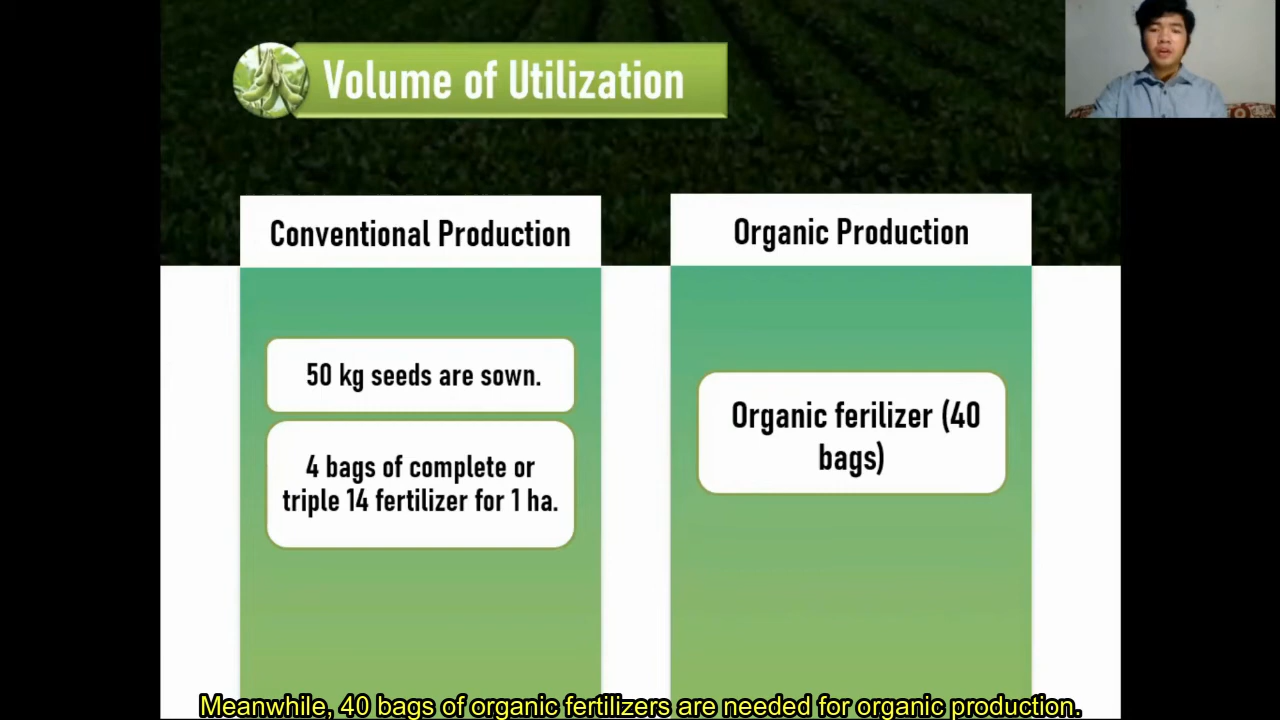 Volume of Utilization
Conventional Production
50 kg seeds are sown.
4 bags of complete or
triple 14 fertilizer for 1 ha.
Organic Production
Organic ferilizer (40
bags)
Meanwhile, 40 bags of organic fertilizers are needed for organic production.